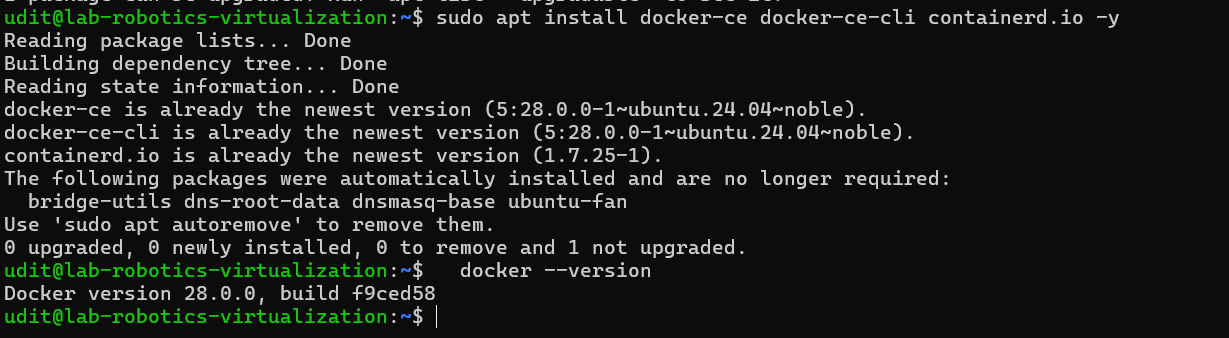 udit@lab-robotics-virtualization:~$ sudo apt install docker-ce docker-ce-cli containerd.io -y
Reading package lists... Done
Building dependency tree... Done
Reading state information... Done
docker-ce is already the newest version (5:28.0.0-1~ubuntu.24.04~noble).
docker-ce-cli is already the newest version (5:28.0.0-1~ubuntu.24.04~noble).
containerd.io is already the newest version (1.7.25-1).
The following packages were automatically installed and are no longer required:
  bridge-utils dns-root-data dnsmasq-base ubuntu-fan
Use 'sudo apt autoremove' to remove them.
0 upgraded, 0 newly installed, 0 to remove and 1 not upgraded.
udit@lab-robotics-virtualization:~$   docker --version
Docker version 28.0.0, build f9ced58
udit@lab-robotics-virtualization:~$